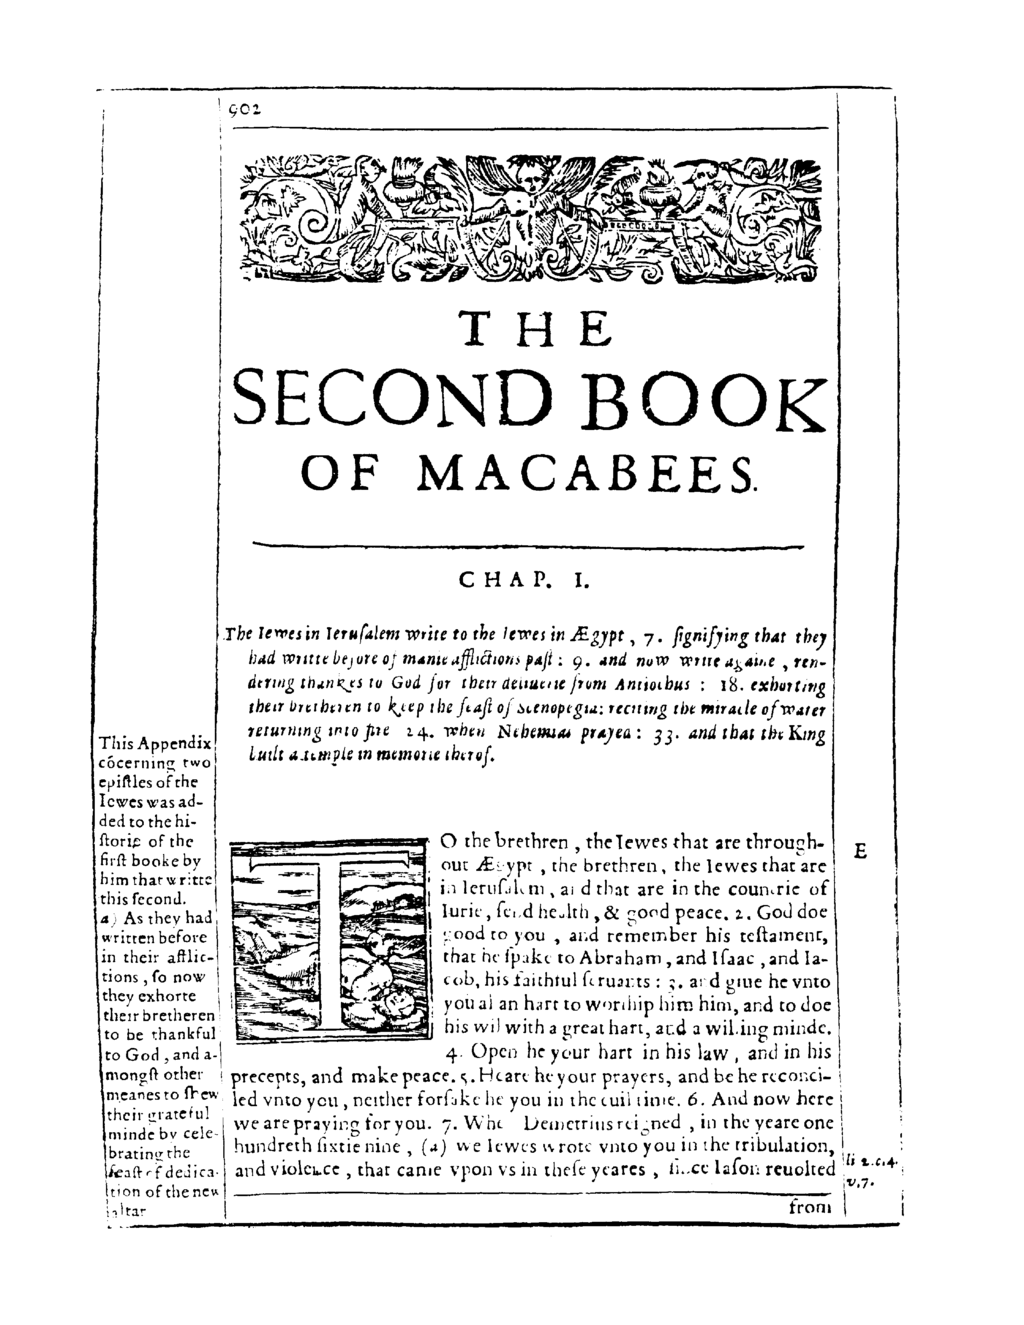 902
THE
SECOND BOOK
OF MACABEES.
CHAP. I.
The Iewes in Ierusalem write to the Iewes in Ægypt, 7. ſignifying that they
had written before of manie afflictions paſt: 9. and now write againe, ren-
dering thankes to God for their deliuerie from Antiochus: 18. exhorting
their bretheren to keep the feaſt of Scenopegia: reciting the miracle of water
returning into fire 24. when Nehemias prayed: 33. and that the King
built a temple in memorie therof.
This Appendix
cõcerning two
epiſtles of the
Iewes was ad-
ded to the hi-
ſtorie of the
firſt booke by
him that writte
this ſecond.
a) As they had
written before
in their afflic-
tions, ſo now
they exhorte
their bretheren
to be thankful
to God, and a-
mongſt other
meanes to ſhew
their grateful
minde by cele-
brating the
feaſt of dedica-
tion of the new
altar
TO the brethren, the Iewes that are through-
out Ægypt, the brethren, the Iewes that are
in Ieruſalem, and that are in the countrie of
Iurie, ſend health, & good peace. 2. God doe
good to you, and remember his teſtament,
that he ſpake to Abraham, and Iſaac, and Ia-
cob, his faithful ſeruants: 3. and giue he vnto
you al an hart to worſhip him him, and to doe
his wil with a great hart, and a willing minde.
4. Open he your hart in his law, and in his
precepts, and make peace. 5. Heare he your prayers, and be he reconci-
led vnto you, neither forſake he you in the euil time. 6. And now here
we are praying for you. 7. Whē Demetrius reigned, in the yeare one
hundreth ſixtie nine, (a) we Iewes wrote vnto you in the tribulation,
and violence, that came vpon vs in theſe yeares, ſince Iaſon reuolted
from
E
li 2.c.4.
v.7.